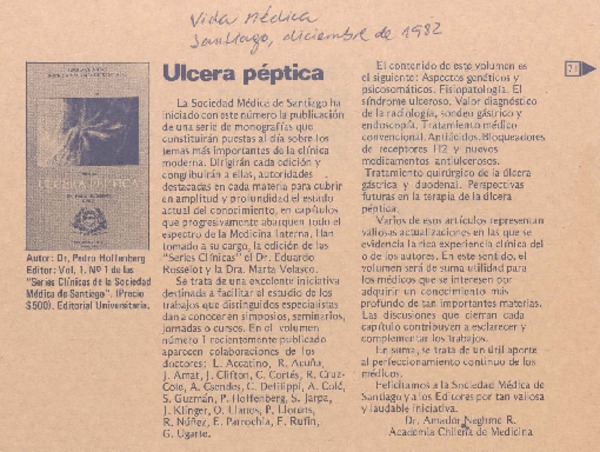 Vida Médica
Santiago, diciembre de 1982
ULCERA PEPTICA
Autor: Dr. Pedro Hoffenberg
Editor: Vol. 1. Nº 1 de las
"Series Clínicas de la Sociedad
Médica de Santiago". (Precio
$500). Editorial Universitaria.
Ulcera péptica
La Sociedad Médica de Santiago ha
iniciado con este número la publicación
de una serie de monografías que
constituirán puestas al día sobre los
temas más importantes de la clínica
moderna. Dirigirán cada edición y
contribuirán a ellas, autoridades
destacadas en cada materia para cubrir
en amplitud y profundidad el estado
actual del conocimiento, en capítulos
que progresivamente abarquen todo el
espectro de la Medicina Interna. Han
tomado a su cargo, la edición de las
"Series Clínicas" el Dr. Eduardo
Rosselot y la Dra. Marta Velasco.
Se trata de una excelente iniciativa
destinada a facilitar el estudio de los
trabajos que distinguidos especialistas
dan a conocer en simposios, seminarios,
jornadas o cursos. En el volumen
número 1 recientemente publicado
aparecen colaboraciones de los
doctores: L. Accatino, R. Acuña,
J. Amat, J. Clifton, C. Cortés, R. Cruz-
Coke, A. Csendes, C. Defilippi, A. Colé,
S. Guzmán, P. Hoffenberg, S. Jarpa,
J. Klinger, O. Llanos, P. Llorens,
R. Núñez, E. Parrochia, F. Rufin,
G. Ugarte.
El contenido de este volumen es
el siguiente: Aspectos genéticos y
psicosomáticos. Fisiopatología. El
síndrome ulceroso. Valor diagnóstico
de la radiología, sondeo gástrico y
endoscopía. Tratamiento médico
convencional. Antiácidos. Bloqueadores
de receptores H2 y nuevos
medicamentos antiulcerosos.
Tratamiento quirúrgico de la úlcera
gástrica y duodenal. Perspectivas
futuras en la terapia de la úlcera
péptica.
Varios de esos artículos representan
valiosas actualizaciones en las que se
evidencia la rica experiencia clínica del
o de los autores. En este sentido, el
volumen será de suma utilidad para
los médicos que se interesen por
adquirir un conocimiento más
profundo de tan importantes materias.
Las discusiones que cierran cada
capítulo contribuyen a esclarecer y
complementar los trabajos.
En suma, se trata de un útil aporte
al perfeccionamiento continuo de los
médicos.
Felicitamos a la Sociedad Médica de
Santiago y a los Editores por tan valiosa
y laudable iniciativa.
Dr. Amador Neghme R.
Academia Chilena de Medicina